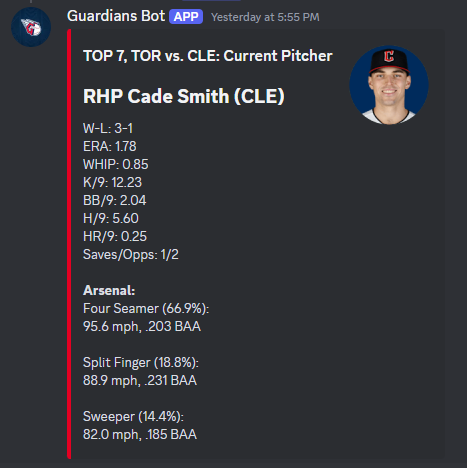 Guardians Bot APP Yesterday at 5:55 PM
TOP 7, TOR vs. CLE: Current Pitcher
RHP Cade Smith (CLE)
W-L: 3-1
ERA: 1.78
WHIP: 0.85
K/9: 12.23
BB/9: 2.04
H/9: 5.60
HR/9: 0.25
Saves/Opps: 1/2
Arsenal:
Four Seamer (66.9%):
95.6 mph, .203 BAA
Split Finger (18.8%):
88.9 mph, .231 BAA
Sweeper (14.4%):
82.0 mph, .185 BAA